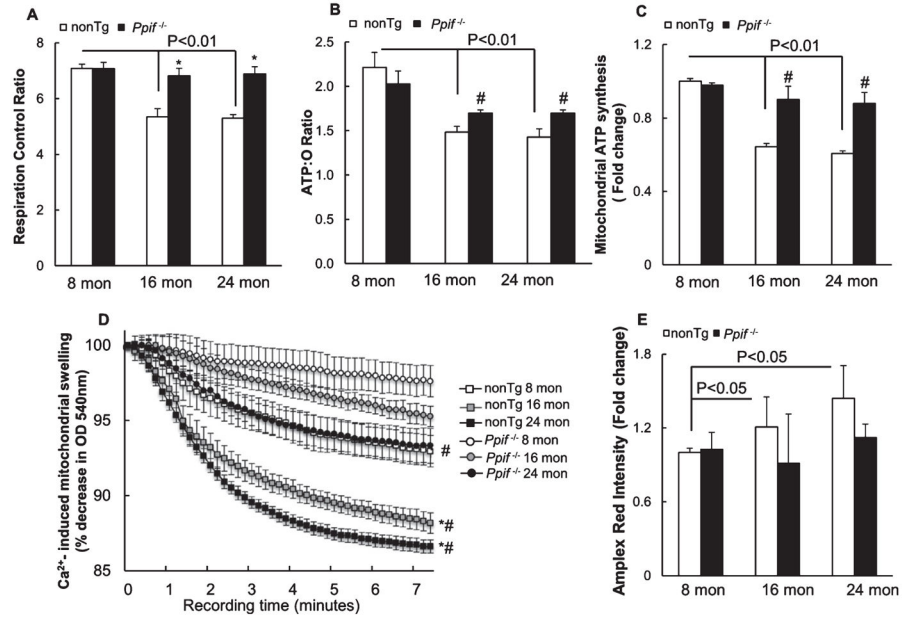 A
nonTg Ppif -/-
P<0.01
* *
Respiration Control Ratio
8
6
4
2
0
8 mon 16 mon 24 mon
B
nonTg Ppif -/-
P<0.01
# #
ATP:O Ratio
2.5
2.0
1.5
1.0
0.5
0.0
8 mon 16 mon 24 mon
C
nonTg Ppif -/-
P<0.01
# #
Mitochondrial ATP synthesis
( Fold change)
1.2
0.8
0.4
0
8 mon 16 mon 24 mon
D
Ca2+- induced mitochondrial swelling
(% decrease in OD 540nm)
100
95
90
85
0 1 2 3 4 5 6 7
Recording time (minutes)
#
*#
*#
nonTg 8 mon
nonTg 16 mon
nonTg 24 mon
Ppif -/- 8 mon
Ppif -/- 16 mon
Ppif -/- 24 mon
E
nonTg Ppif -/-
P<0.05
P<0.05
Amplex Red Intensity (Fold change)
1.8
1.2
0.6
0
8 mon 16 mon 24 mon